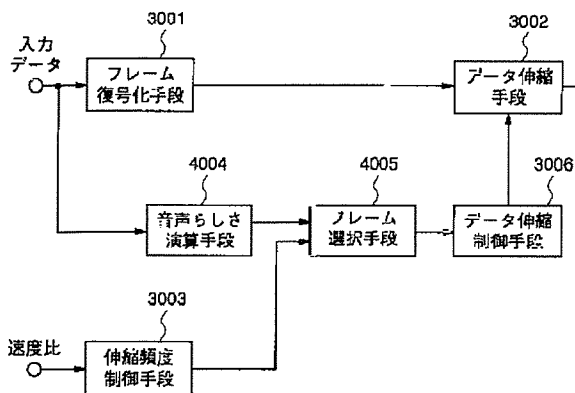 3001
3002
入力
データ
フレーム
復号化手段
データ伸縮
手段
4004
4005
3006
音声らしさ
演算手段
フレーム
選択手段
データ伸縮
制御手段
3003
速度比
伸縮頻度
制御手段